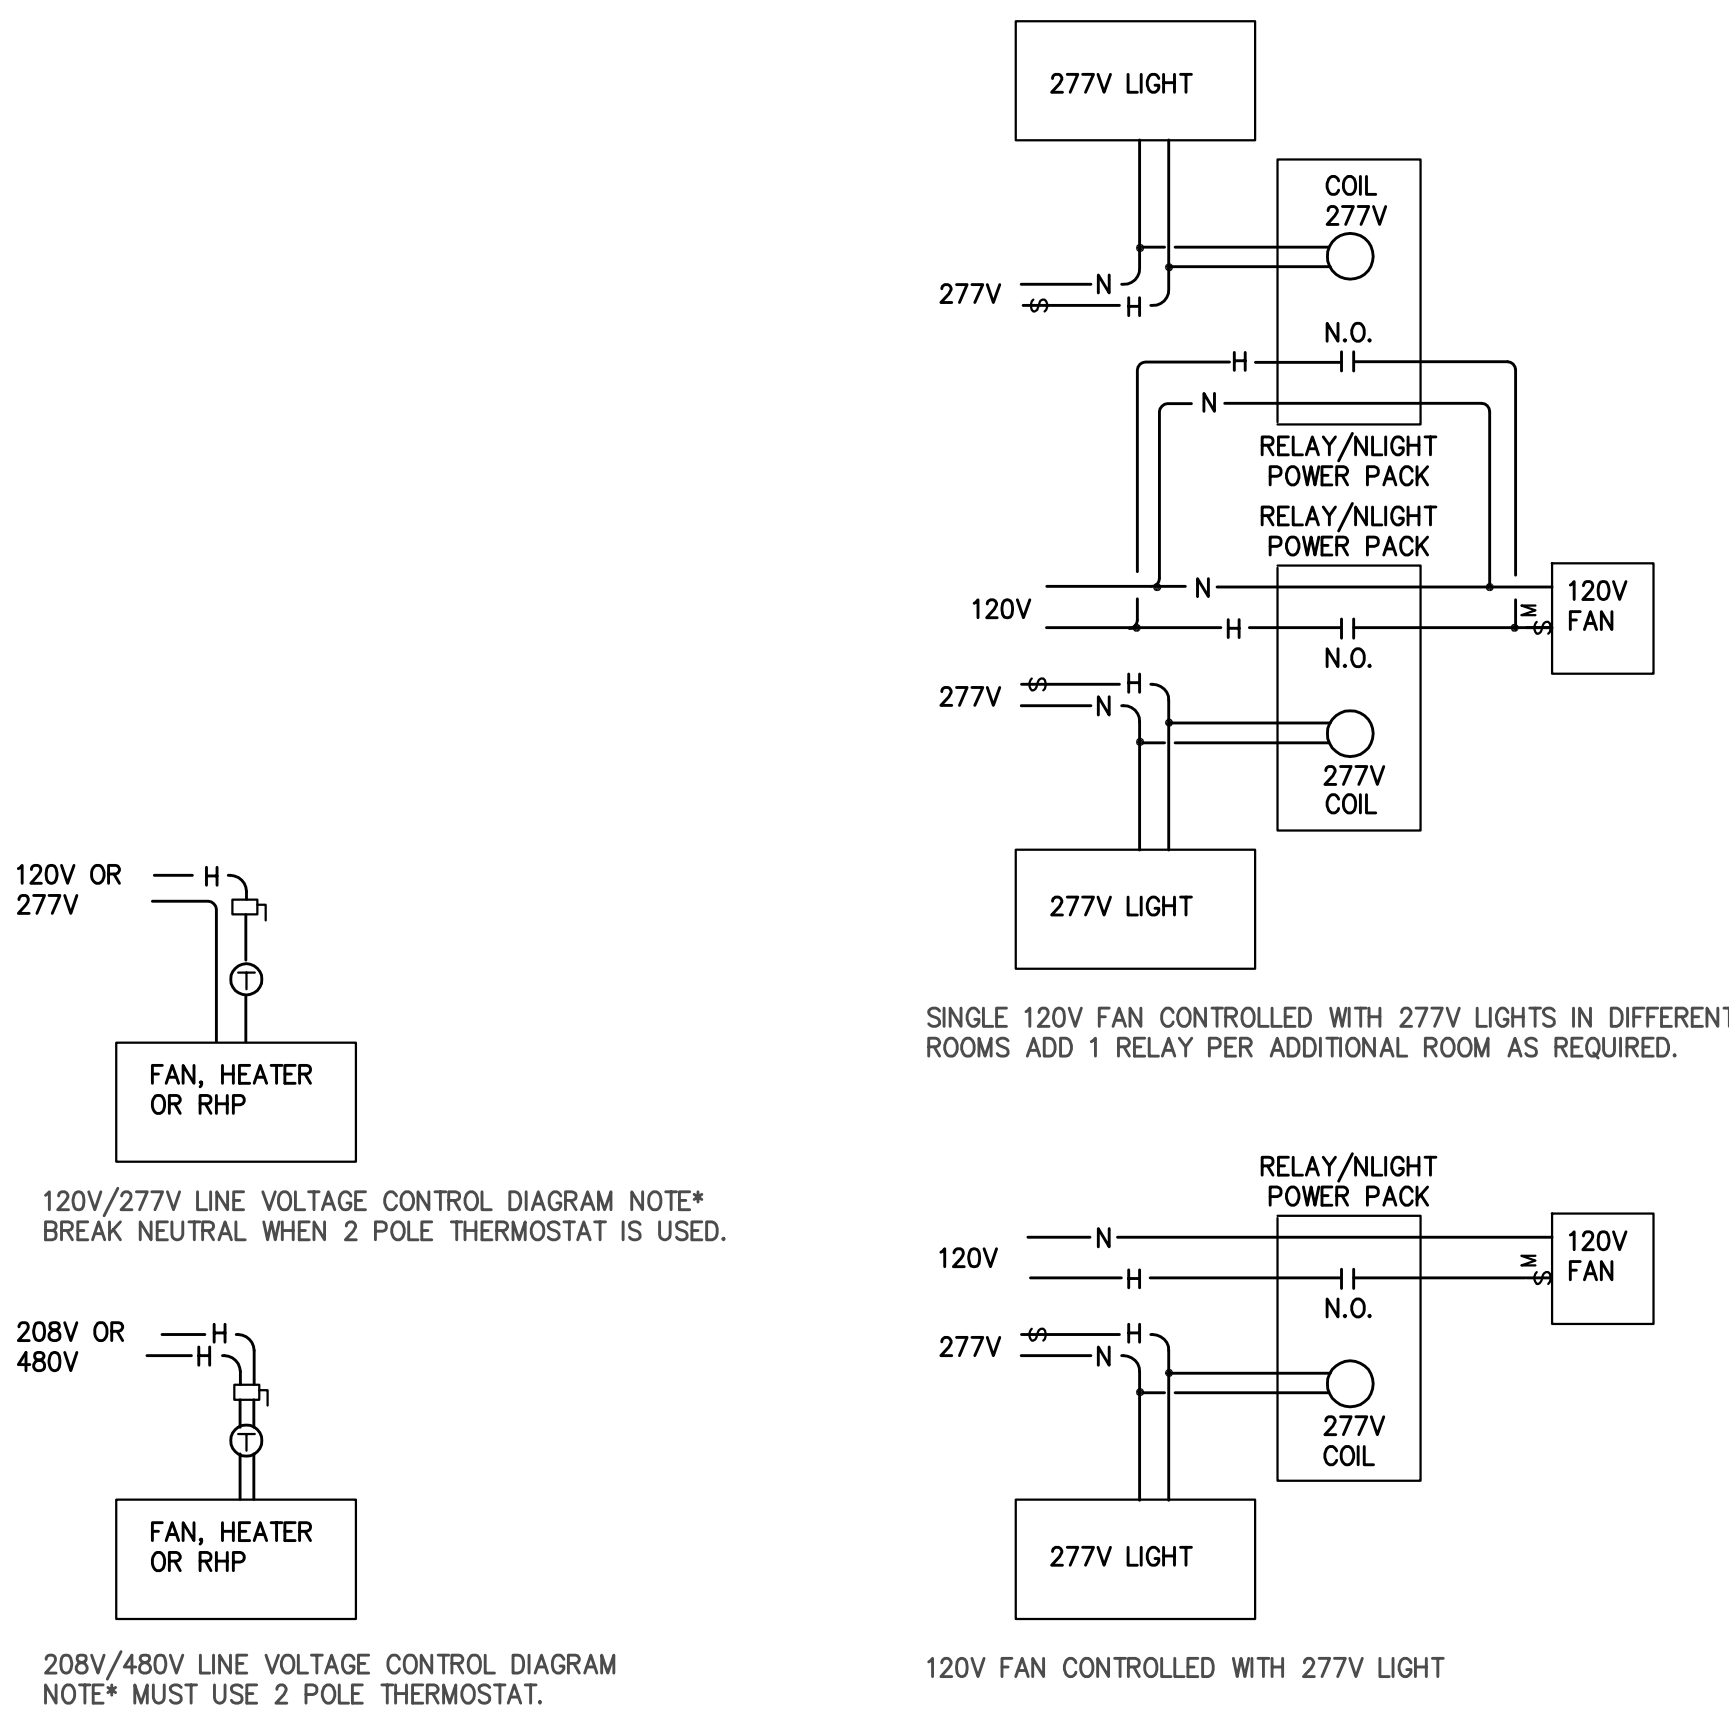 277V LIGHT
COIL
277V
277V
N
S
H
N.O.
H
N
RELAY/NLIGHT
POWER PACK
RELAY/NLIGHT
POWER PACK
120V
N
H
N.O.
M
S
120V
FAN
277V
S
H
N
277V
COIL
277V LIGHT
SINGLE 120V FAN CONTROLLED WITH 277V LIGHTS IN DIFFERENT
ROOMS ADD 1 RELAY PER ADDITIONAL ROOM AS REQUIRED.
120V OR
277V
H
T
FAN, HEATER
OR RHP
120V/277V LINE VOLTAGE CONTROL DIAGRAM NOTE*
BREAK NEUTRAL WHEN 2 POLE THERMOSTAT IS USED.
208V OR
480V
H
H
T
FAN, HEATER
OR RHP
208V/480V LINE VOLTAGE CONTROL DIAGRAM
NOTE* MUST USE 2 POLE THERMOSTAT.
RELAY/NLIGHT
POWER PACK
120V
N
H
N.O.
M
S
120V
FAN
277V
S
H
N
277V
COIL
277V LIGHT
120V FAN CONTROLLED WITH 277V LIGHT